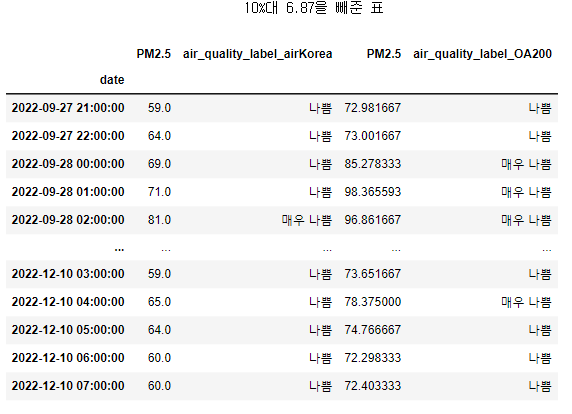 10%대 6.87을 빼준 표
PM2.5 air_quality_label_airKorea PM2.5 air_quality_label_OA200
date
2022-09-27 21:00:00 59.0 나쁨 72.981667 나쁨
2022-09-27 22:00:00 64.0 나쁨 73.001667 나쁨
2022-09-28 00:00:00 69.0 나쁨 85.278333 매우 나쁨
2022-09-28 01:00:00 71.0 나쁨 98.365593 매우 나쁨
2022-09-28 02:00:00 81.0 매우 나쁨 96.861667 매우 나쁨
... ... ... ... ...
2022-12-10 03:00:00 59.0 나쁨 73.651667 나쁨
2022-12-10 04:00:00 65.0 나쁨 78.375000 매우 나쁨
2022-12-10 05:00:00 64.0 나쁨 74.766667 나쁨
2022-12-10 06:00:00 60.0 나쁨 72.298333 나쁨
2022-12-10 07:00:00 60.0 나쁨 72.403333 나쁨